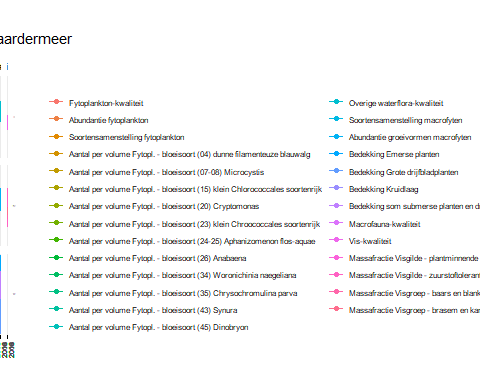 aardermeer
Fytoplankton-kwaliteit
Abundantie fytoplankton
Soortensamenstelling fytoplankton
Aantal per volume Fytopl. - bloeisoort (04) dunne filamenteuze blauwalg
Aantal per volume Fytopl. - bloeisoort (07-08) Microcystis
Aantal per volume Fytopl. - bloeisoort (15) klein Chlorococcales soortenrijk
Aantal per volume Fytopl. - bloeisoort (20) Cryptomonas
Aantal per volume Fytopl. - bloeisoort (23) klein Chroococcales soortenrijk
Aantal per volume Fytopl. - bloeisoort (24-25) Aphanizomenon flos-aquae
Aantal per volume Fytopl. - bloeisoort (26) Anabaena
Aantal per volume Fytopl. - bloeisoort (34) Woronichinia naegeliana
Aantal per volume Fytopl. - bloeisoort (35) Chrysochromulina parva
Aantal per volume Fytopl. - bloeisoort (43) Synura
Aantal per volume Fytopl. - bloeisoort (45) Dinobryon
Overige waterflora-kwaliteit
Soortensamenstelling macrofyten
Abundantie groeivormen macrofyten
Bedekking Emerse planten
Bedekking Grote drijfbladplanten
Bedekking Kruidlaag
Bedekking som submerse planten en d
Macrofauna-kwaliteit
Vis-kwaliteit
Massafractie Visgilde - plantminnende
Massafractie Visgilde - zuurstoftolerant
Massafractie Visgroep - baars en blank
Massafractie Visgroep - brasem en kar